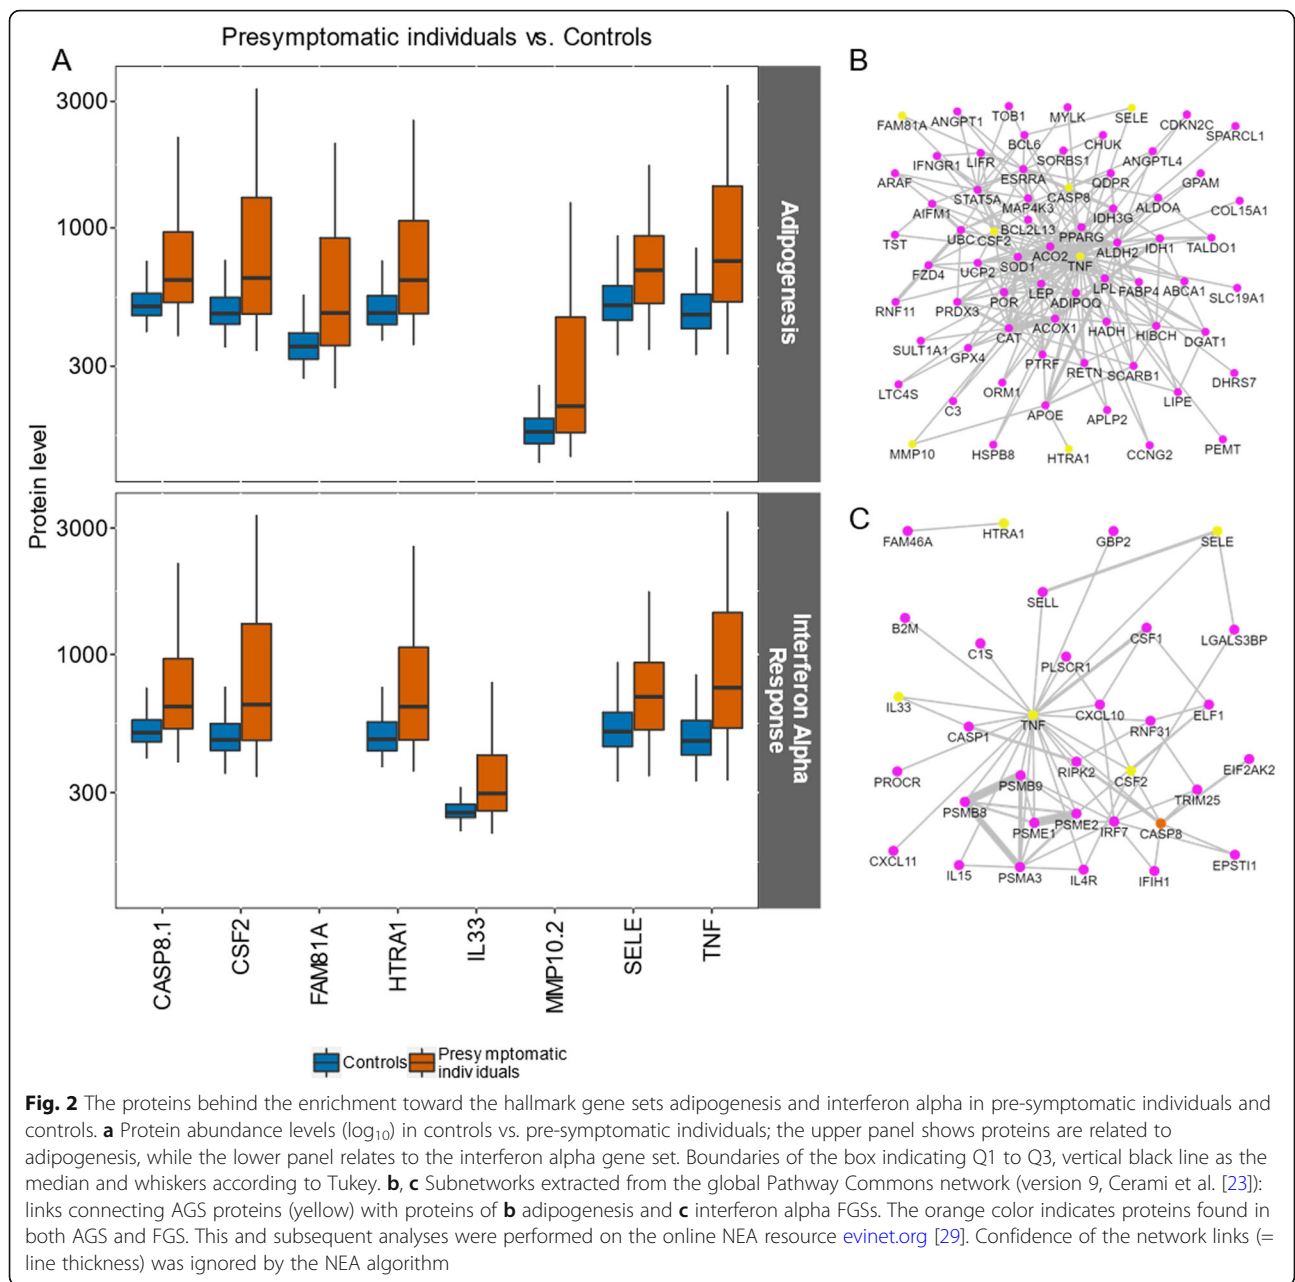 Presymptomatic individuals vs. Controls
A
Protein level
3000
1000
300
Adipogenesis
3000
1000
300
Interferon Alpha
Response
CASP8.1
CSF2
FAM81A
HTRA1
IL33
MMP10.2
SELE
TNF
Controls
Presymptomatic
individuals
B
FAM81A
ANGPT1
TOB1
MYLK
SELE
CDKN2C
SPARCL1
BCL6
CHUK
IFNGR1
LIFR
SORBS1
ANGPTL4
ARAF
ESRRA
QDPR
GPAM
STAT5A
CASP8
AIFM1
MAP4K3
IDH3G
ALDOA
COL15A1
TST
UBC
CSF2
BCL2L13
PPARG
ALDH2
IDH1
TALDO1
ACO2
FZD4
UCP2
SOD1
TNF
POR
LEP
LPL
FABP4
ABCA1
SLC19A1
RNF11
PRDX3
ADIPOQ
CAT
ACOX1
HADH
HIBCH
DGAT1
SULT1A1
GPX4
PTRF
RETN
SCARB1
LTC4S
ORM1
DHRS7
C3
APOE
APLP2
LIPE
MMP10
HSPB8
HTRA1
CCNG2
PEMT
C
FAM46A
HTRA1
GBP2
SELE
SELL
B2M
C1S
CSF1
LGALS3BP
PLSCR1
IL33
TNF
CXCL10
ELF1
CASP1
RNF31
PROCR
RIPK2
CSF2
EIF2AK2
PSMB9
TRIM25
PSMB8
PSME1
PSME2
IRF7
CASP8
CXCL11
IL15
PSMA3
IL4R
IFIH1
EPSTI1
Fig. 2 The proteins behind the enrichment toward the hallmark gene sets adipogenesis and interferon alpha in pre-symptomatic individuals and
controls. a Protein abundance levels (log10) in controls vs. pre-symptomatic individuals; the upper panel shows proteins are related to
adipogenesis, while the lower panel relates to the interferon alpha gene set. Boundaries of the box indicating Q1 to Q3, vertical black line as the
median and whiskers according to Tukey. b, c Subnetworks extracted from the global Pathway Commons network (version 9, Cerami et al. [23]):
links connecting AGS proteins (yellow) with proteins of b adipogenesis and c interferon alpha FGSs. The orange color indicates proteins found in
both AGS and FGS. This and subsequent analyses were performed on the online NEA resource evinet.org [29]. Confidence of the network links (=
line thickness) was ignored by the NEA algorithm